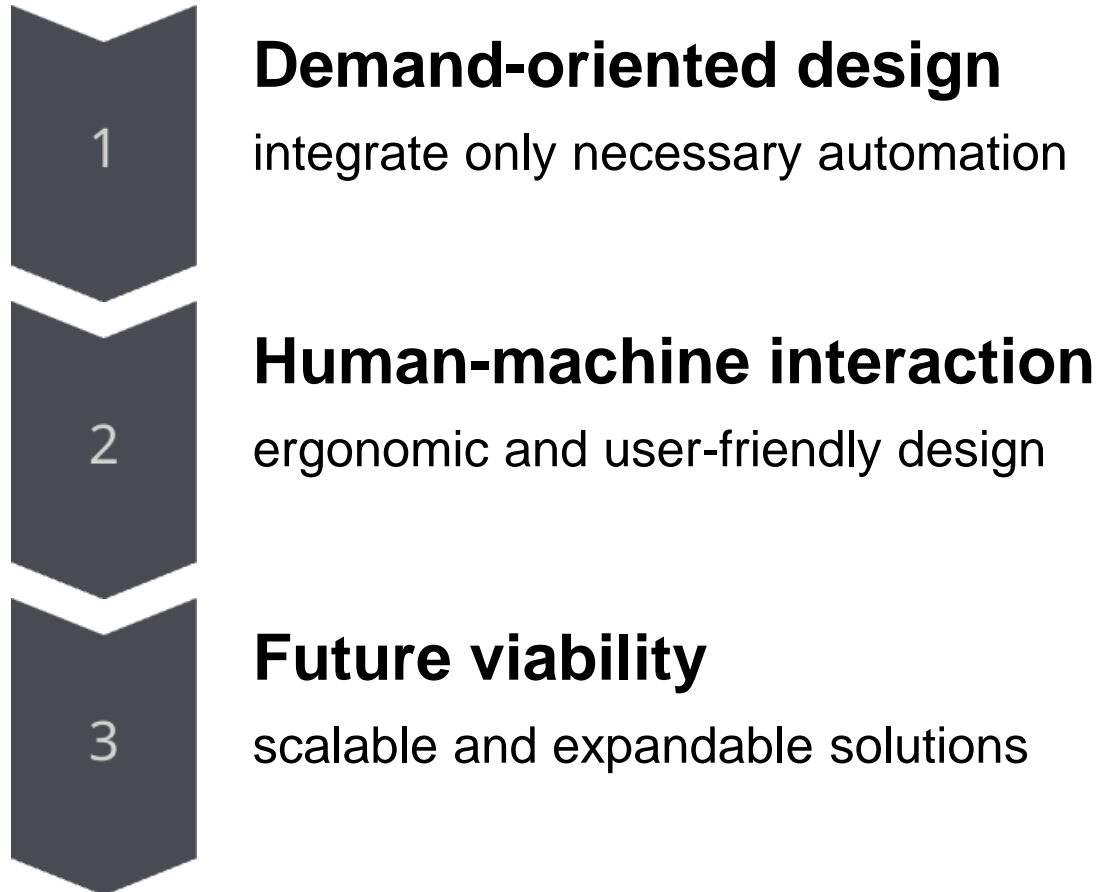 1
Demand-oriented design
integrate only necessary automation
2
Human-machine interaction
ergonomic and user-friendly design
3
Future viability
scalable and expandable solutions